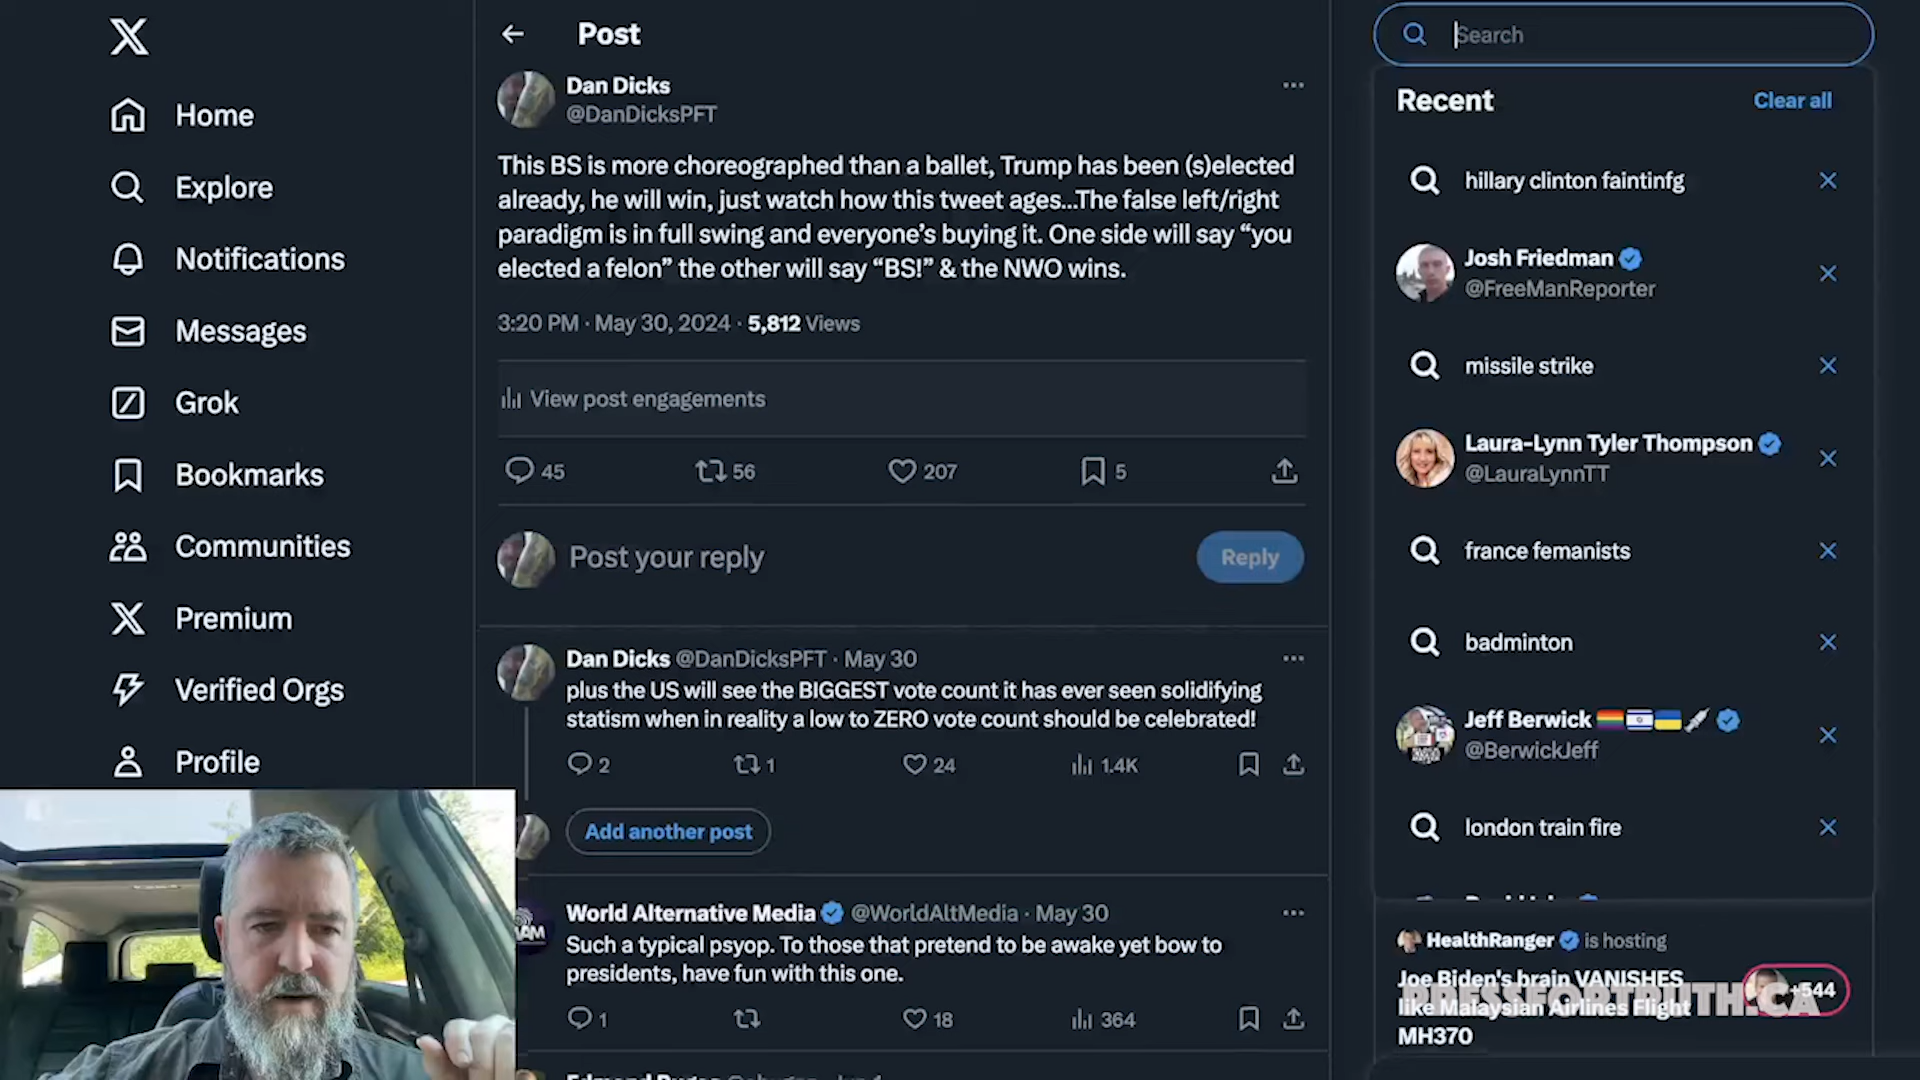 Home
Explore
Notifications
Messages
Grok
Bookmarks
Communities
Premium
Verified Orgs
Profile
Post
Dan Dicks
@DanDicksPFT
This BS is more choreographed than a ballet, Trump has been (s)elected
already, he will win, just watch how this tweet ages...The false left/right
paradigm is in full swing and everyone's buying it. One side will say “you
elected a felon” the other will say “BS!” & the NWO wins.
3:20 PM · May 30, 2024 · 5,812 Views
View post engagements
45 56 207 5
Post your reply
Reply
Dan Dicks @DanDicksPFT · May 30
plus the US will see the BIGGEST vote count it has ever seen solidifying
statism when in reality a low to ZERO vote count should be celebrated!
2 1 24 1.4K
Add another post
World Alternative Media @WorldAltMedia · May 30
Such a typical psyop. To those that pretend to be awake yet bow to
presidents, have fun with this one.
1 18 364
Search
Recent Clear all
hillary clinton faintinfg
Josh Friedman
@FreeManReporter
missile strike
Laura-Lynn Tyler Thompson
@LauraLynnTT
france femanists
badminton
Jeff Berwick
@BerwickJeff
london train fire
HealthRanger is hosting
Joe Biden's brain VANISHES
like Malaysian Airlines Flight
MH370
+544
PRESSFORTRUTH.CA